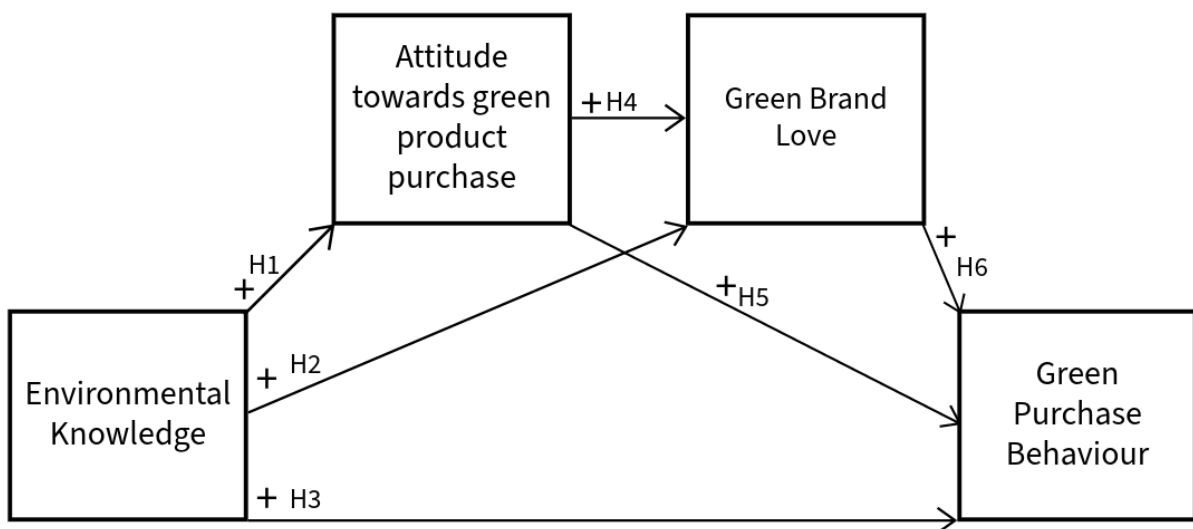 Attitude
towards green
product
purchase
+ H4
Green Brand
Love
+ H1
+ H2
+ H5
+ H6
Environmental
Knowledge
Green
Purchase
Behaviour
+ H3